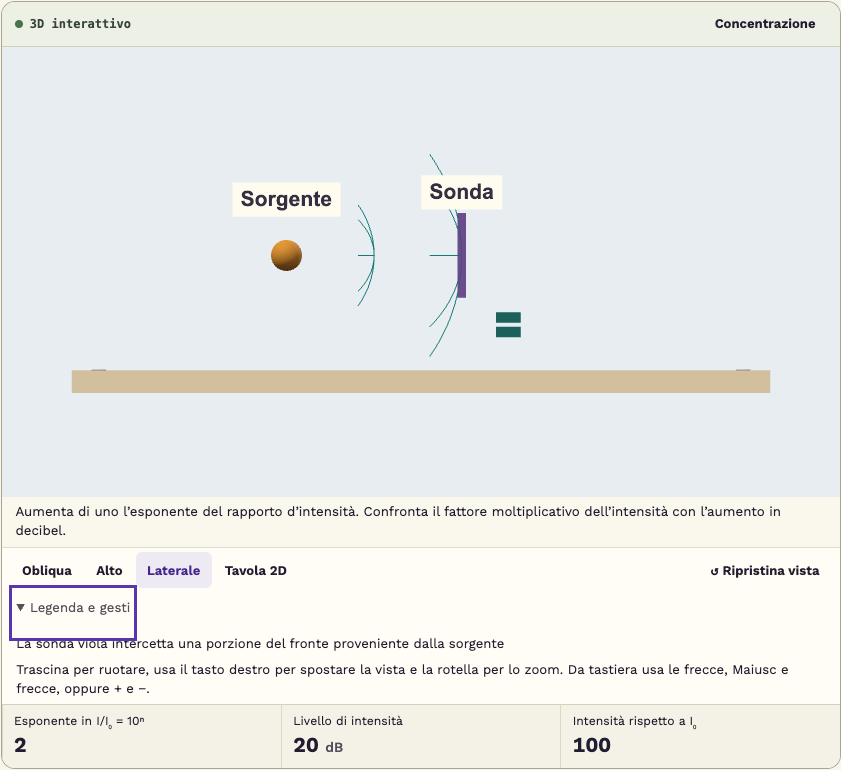 3D interattivo
Concentrazione
Sorgente
Sonda
Aumenta di uno l’esponente del rapporto d’intensità. Confronta il fattore moltiplicativo dell’intensità con l’aumento in
decibel.
Obliqua Alto Laterale Tavola 2D ↺ Ripristina vista
▼ Legenda e gesti
La sonda viola intercetta una porzione del fronte proveniente dalla sorgente
Trascina per ruotare, usa il tasto destro per spostare la vista e la rotella per lo zoom. Da tastiera usa le frecce, Maiusc e
frecce, oppure + e −.
Esponente in I/I₀ = 10ⁿ
2
Livello di intensità
20 dB
Intensità rispetto a I₀
100